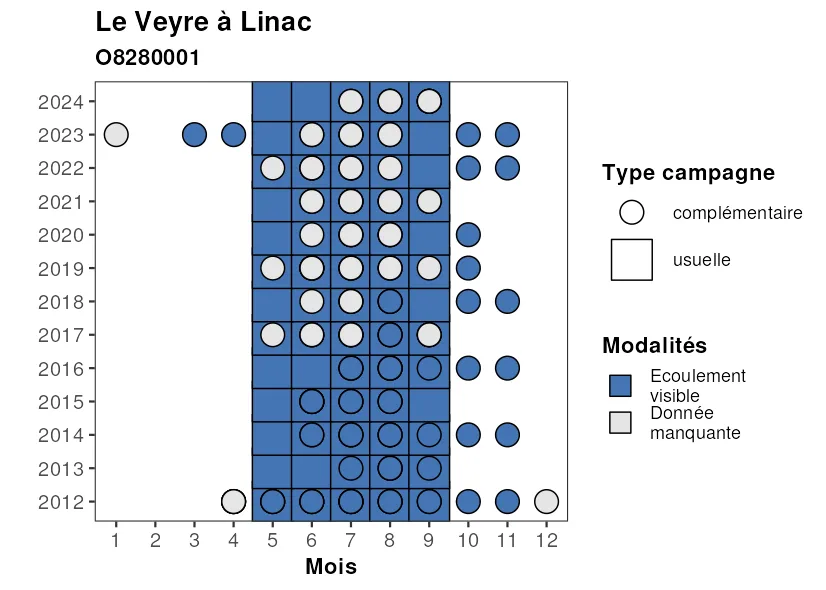 Le Veyre à Linac
O8280001
2024
2023
2022
2021
2020
2019
2018
2017
2016
2015
2014
2013
2012
1 2 3 4 5 6 7 8 9 10 11 12
Mois
Type campagne
complémentaire
usuelle
Modalités
Ecoulement
visible
Donnée
manquante